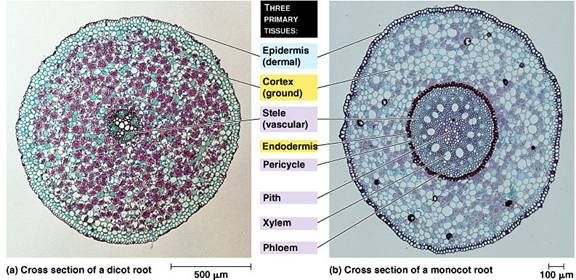 THREE
PRIMARY
TISSUES:
Epidermis
(dermal)
Cortex
(ground)
Stele
(vascular)
Endodermis
Pericycle
Pith
Xylem
Phloem
(a) Cross section of a dicot root
500 µm
(b) Cross section of a monocot root
100 µm